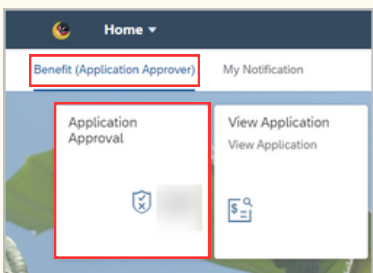 Home
Benefit (Application Approver) My Notification
Application
Approval
View Application
View Application